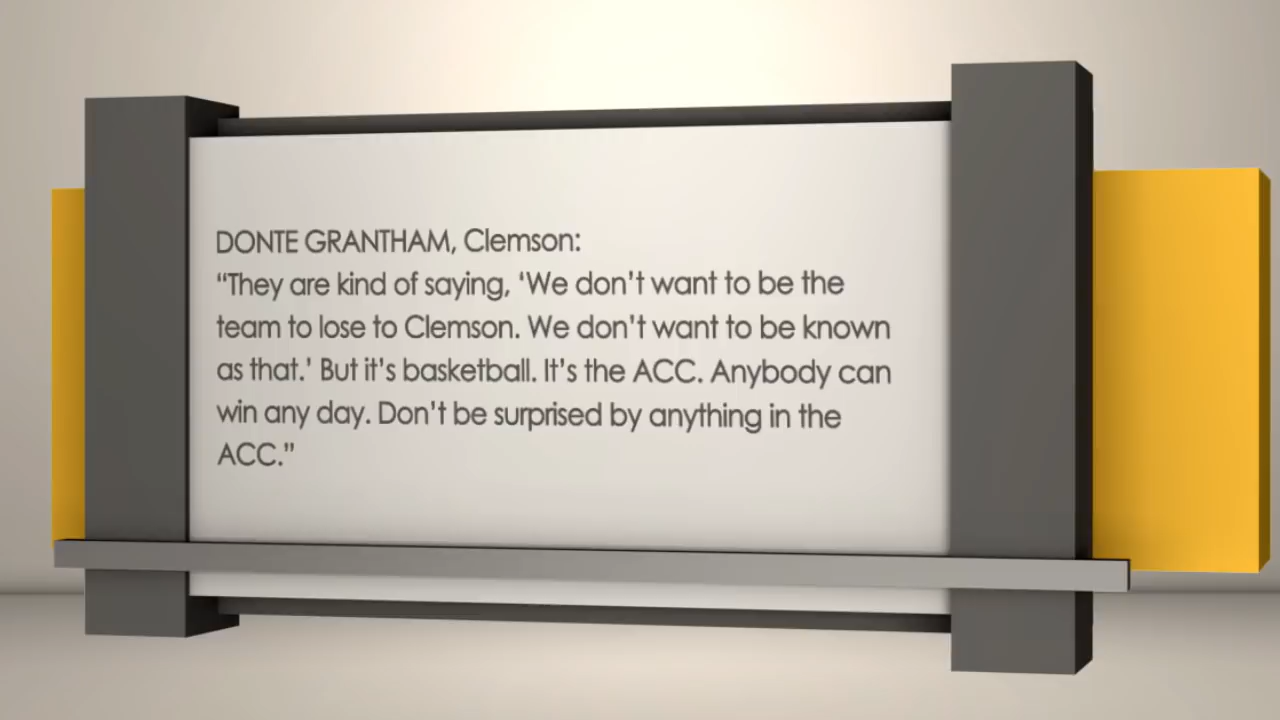 DONTE GRANTHAM, Clemson:
“They are kind of saying, ‘We don’t want to be the
team to lose to Clemson. We don’t want to be known
as that.’ But it’s basketball. It’s the ACC. Anybody can
win any day. Don’t be surprised by anything in the
ACC.”